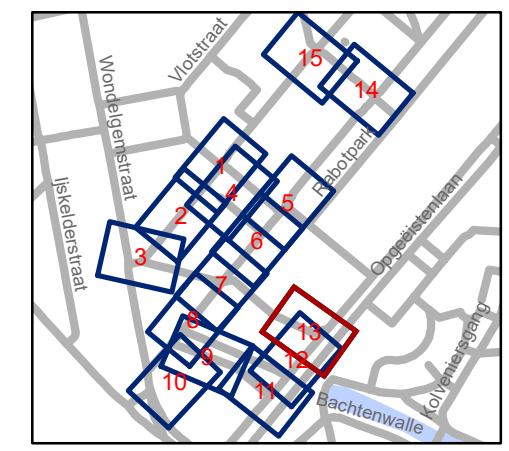 Vlotstraat
15
14
Wondelgemstraat
Rabotpark
1
4
5
Ijskelderstraat
2
Opgeëistenlaan
6
3
7
8
13
Kolveniersgang
9
12
10
11
Bachtenwalle